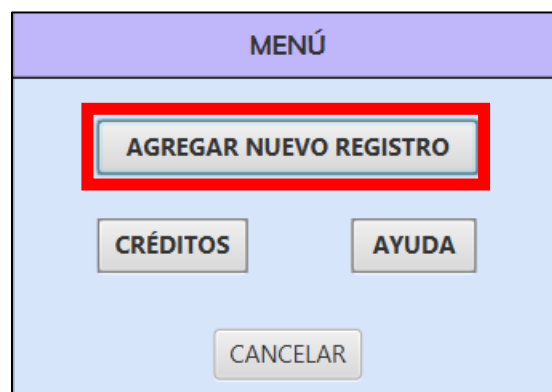 MENÚ
AGREGAR NUEVO REGISTRO
CRÉDITOS AYUDA
CANCELAR